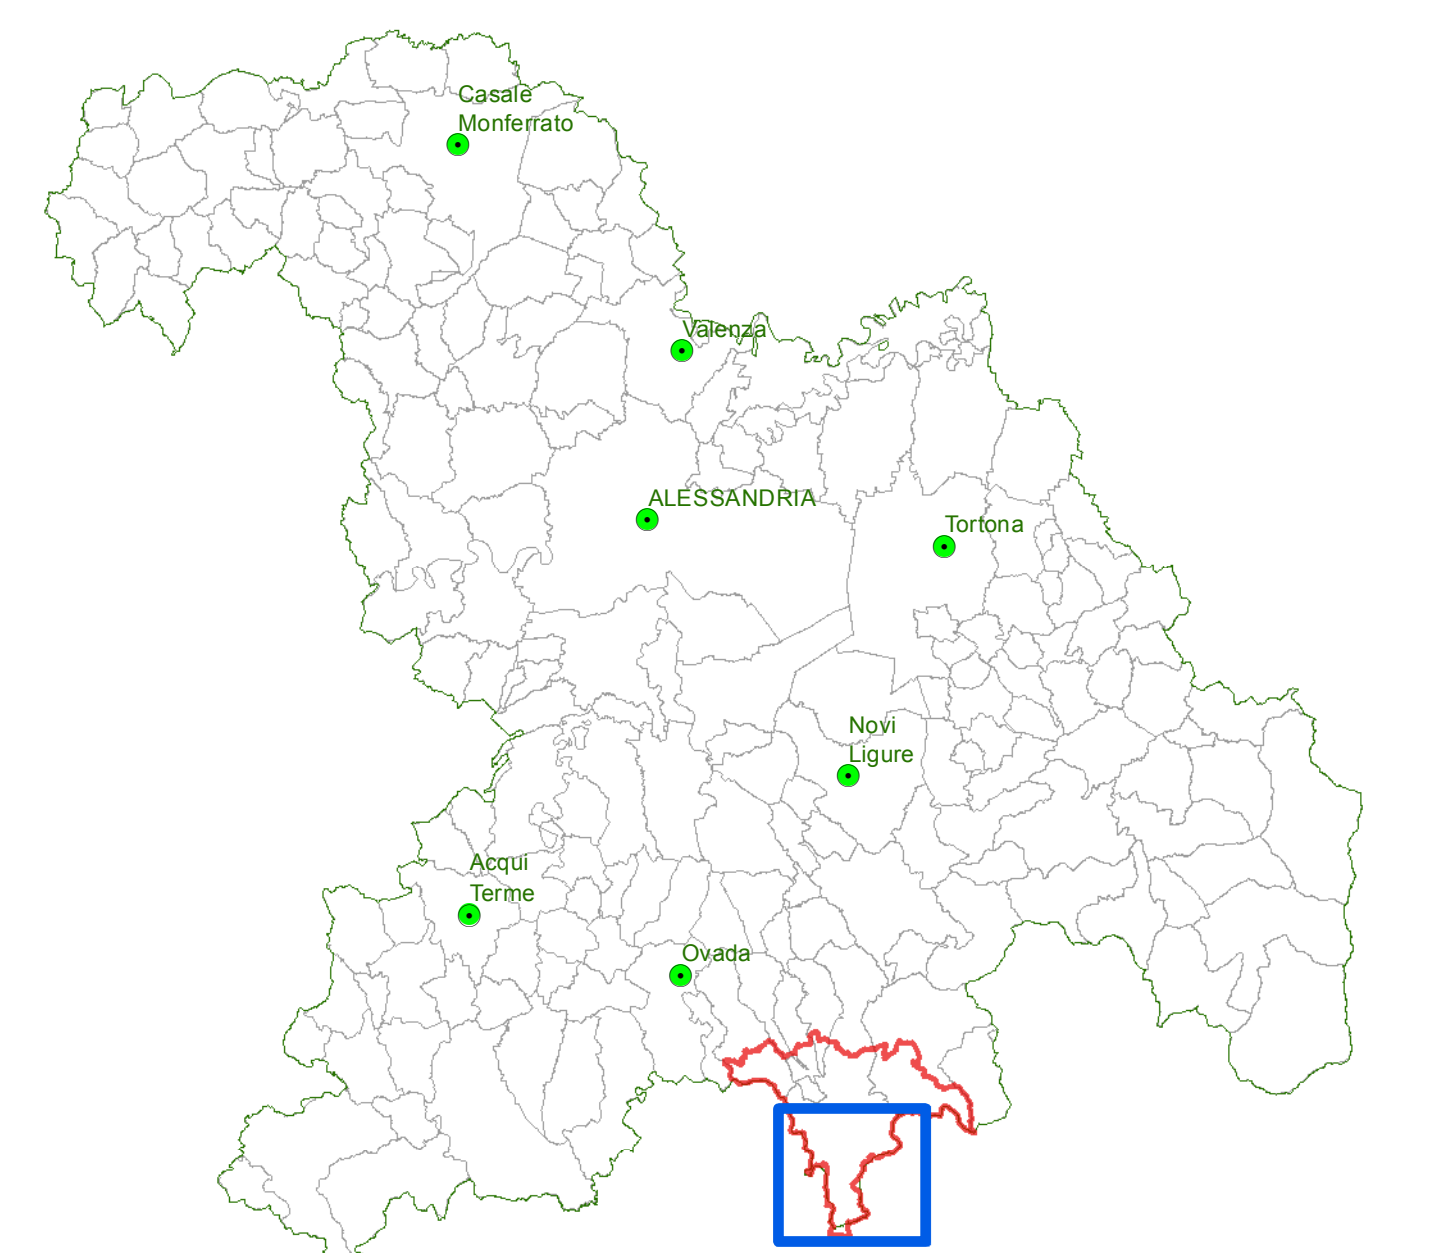 Casale
Monferrato
Valenza
ALESSANDRIA
Tortona
Novi
Ligure
Acqui
Terme
Ovada